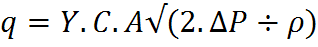 q = Y.C.A√(2.ΔP ÷ ρ)